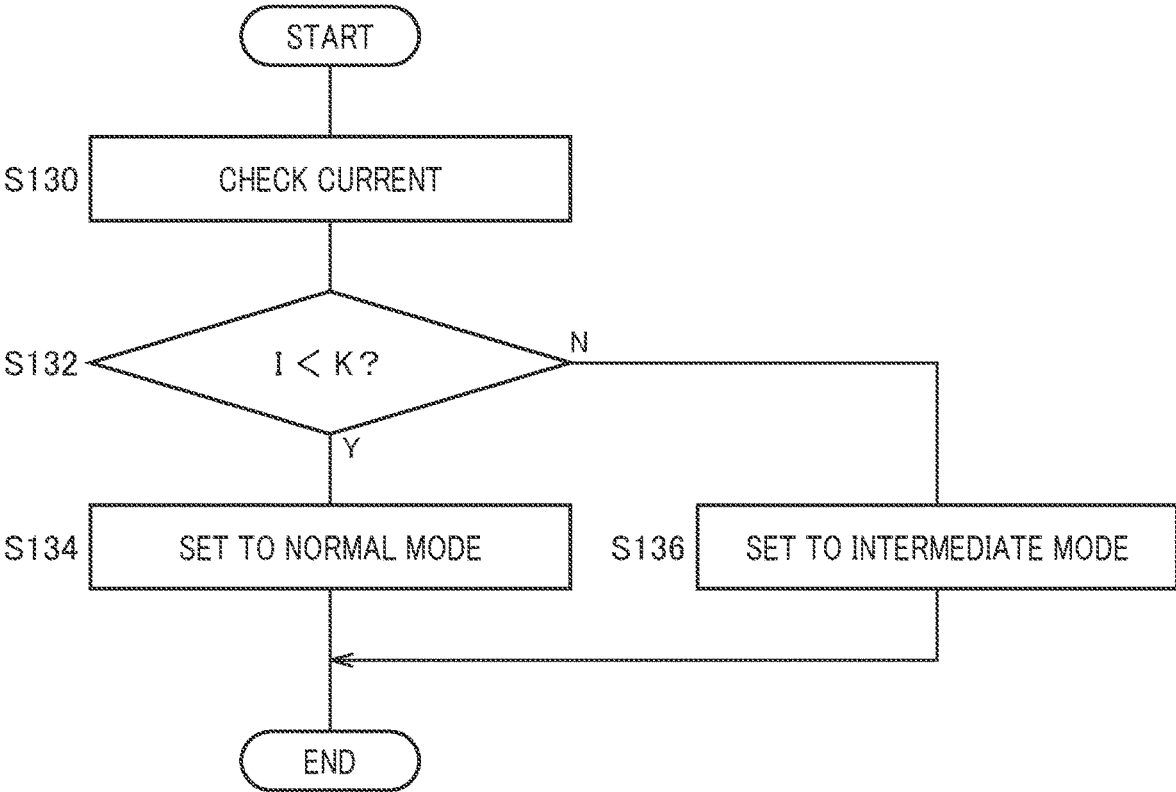 START
S130
CHECK CURRENT
S132
I < K?
N
Y
S134
SET TO NORMAL MODE
S136
SET TO INTERMEDIATE MODE
END